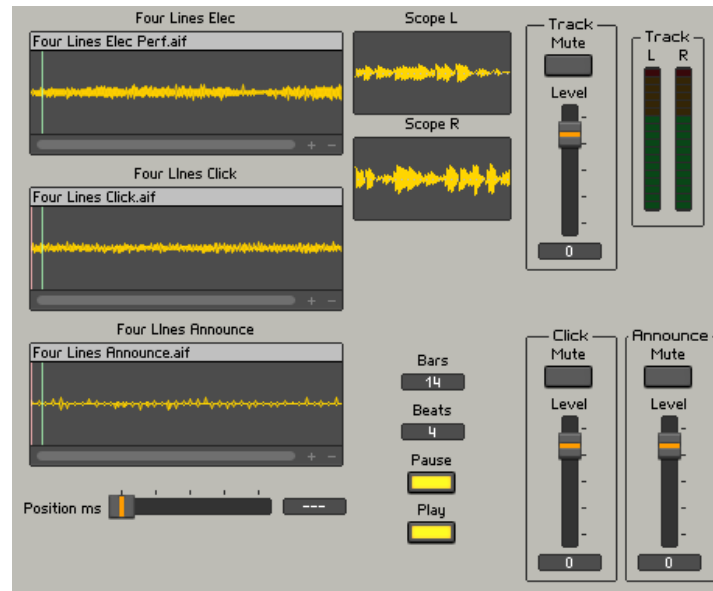 Four Lines Elec
Four Lines Elec Perf.aif
Scope L
Scope R
Track
Mute
Level
0
Track
L R
Four LInes Click
Four Lines Click.aif
Four LInes Announce
Four Lines Announce.aif
Position ms
---
Bars
14
Beats
4
Pause
Play
Click
Mute
Level
0
Announce
Mute
Level
0